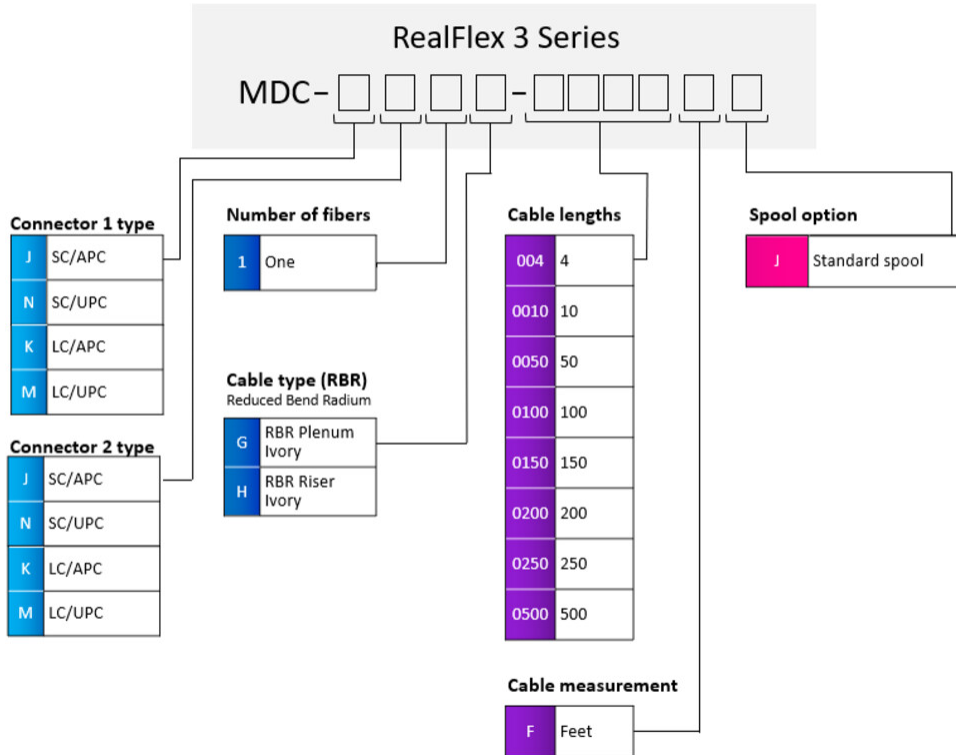 RealFlex 3 Series
MDC-
-
Connector 1 type
J SC/APC
N SC/UPC
K LC/APC
M LC/UPC
Connector 2 type
J SC/APC
N SC/UPC
K LC/APC
M LC/UPC
Number of fibers
1 One
Cable type (RBR)
Reduced Bend Radium
G RBR Plenum
Ivory
H RBR Riser
Ivory
Cable lengths
004 4
0010 10
0050 50
0100 100
0150 150
0200 200
0250 250
0500 500
Cable measurement
F Feet
Spool option
J Standard spool